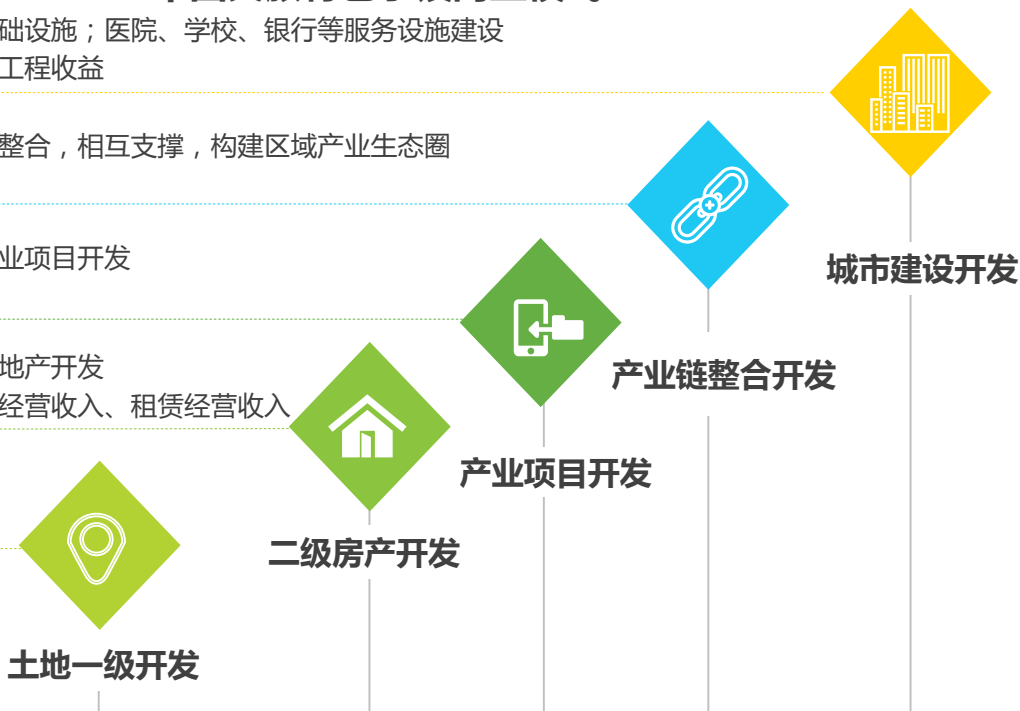 础设施；医院、学校、银行等服务设施建设
工程收益
整合，相互支撑，构建区域产业生态圈
业项目开发
城市建设开发
地产开发
经营收入、租赁经营收入
产业链整合开发
产业项目开发
二级房产开发
土地一级开发